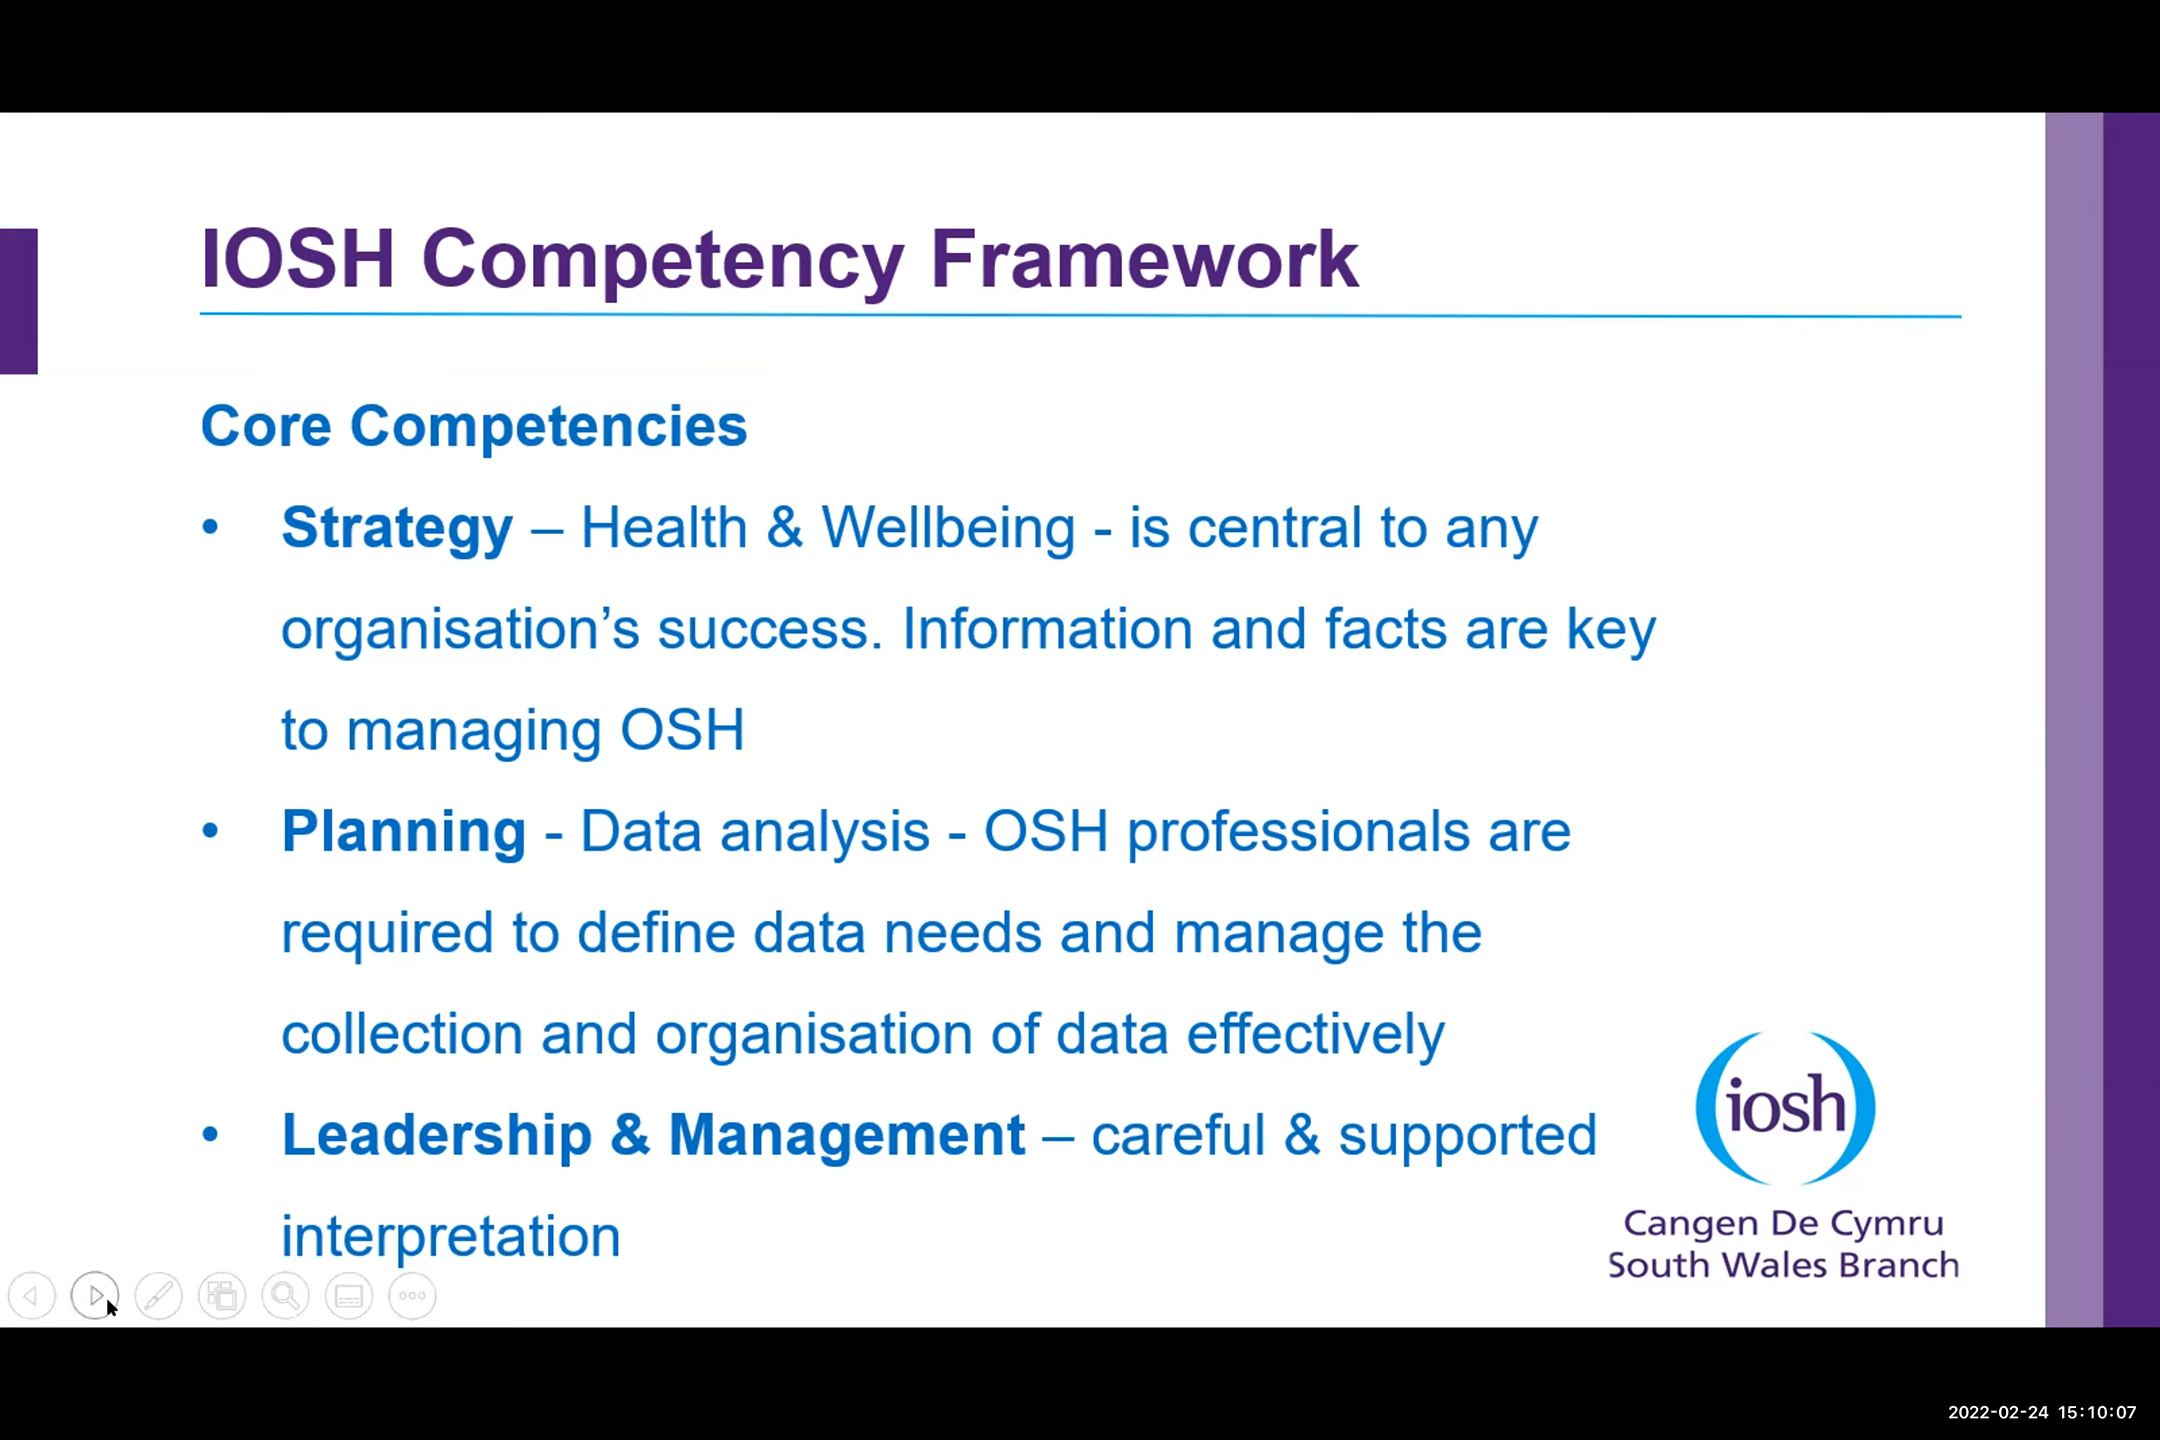 IOSH Competency Framework
Core Competencies
• Strategy – Health & Wellbeing - is central to any
organisation’s success. Information and facts are key
to managing OSH
• Planning - Data analysis - OSH professionals are
required to define data needs and manage the
collection and organisation of data effectively
• Leadership & Management – careful & supported
interpretation
iosh
Cangen De Cymru
South Wales Branch
2022-02-24 15:10:07